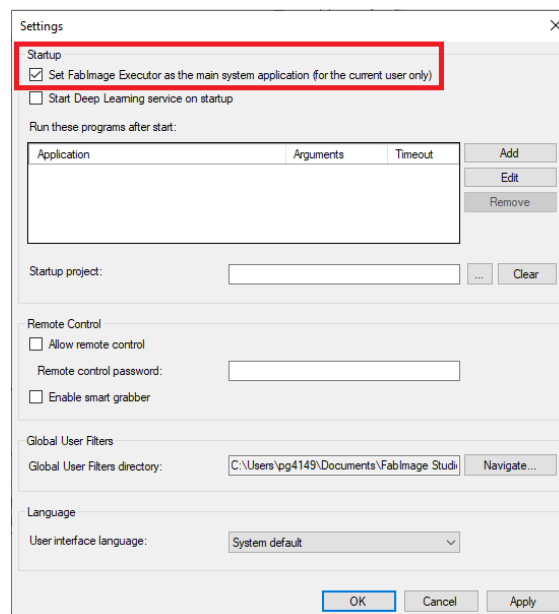 Settings
Startup
Set FabImage Executor as the main system application (for the current user only)
Start Deep Learning service on startup
Run these programs after start:
Application Arguments Timeout
Add
Edit
Remove
Startup project:
... Clear
Remote Control
Allow remote control
Remote control password:
Enable smart grabber
Global User Filters
Global User Filters directory: C:\Users\pg4149\Documents\FabImage Studi Navigate...
Language
User interface language: System default
OK Cancel Apply